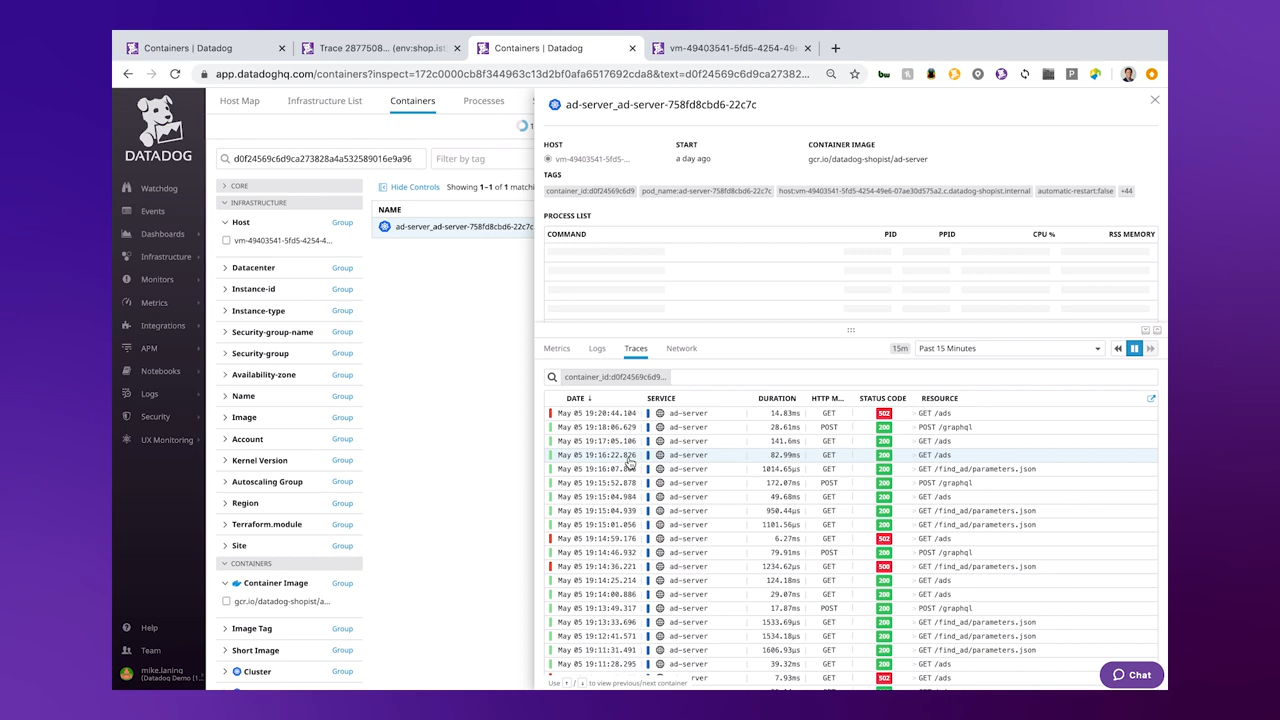 Containers | Datadog
Trace 2877508... (env:shop.ist
Containers | Datadog
vm-49403541-5fd5-4254-49
app.datadoghq.com/containers?inspect=172c0000cb8f344963c13d2bf0afa6517692cda8&text=d0f24569c6d9ca27382...
DATADOG
Watchdog
Events
Dashboards
Infrastructure
Monitors
Metrics
Integrations
APM
Notebooks
Logs
Security
UX Monitoring
Help
Team
mike.laning
(Datadog Demo (1...
Host Map
Infrastructure List
Containers
Processes
d0f24569c6d9ca273828a4a532589016e9a96
Filter by tag
Hide Controls
Showing 1–1 of 1 matchi
CORE
INFRASTRUCTURE
Host Group
vm-49403541-5fd5-4254-4...
Datacenter Group
Instance-id Group
Instance-type Group
Security-group-name Group
Security-group Group
Availability-zone Group
Name Group
Image Group
Account Group
Kernel Version Group
Autoscaling Group Group
Region Group
Terraform.module Group
Site Group
CONTAINERS
Container Image Group
gcr.io/datadog-shopist/a...
Image Tag Group
Short Image Group
Cluster Group
NAME
ad-server_ad-server-758fd8cbd6-22c7c
ad-server_ad-server-758fd8cbd6-22c7c
HOST START CONTAINER IMAGE
vm-49403541-5fd5-... a day ago gcr.io/datadog-shopist/ad-server
TAGS
container_id:d0f24569c6d9 pod_name:ad-server-758fd8cbd6-22c7c host:vm-49403541-5fd5-4254-49e6-07ae30d575a2.c.datadog-shopist.internal automatic-restart:false +44
PROCESS LIST
COMMAND PID PPID CPU % RSS MEMORY
Metrics Logs Traces Network 15m Past 15 Minutes
container_id:d0f24569c6d9...
DATE ↓ SERVICE DURATION HTTP M... STATUS CODE RESOURCE
May 05 19:20:44.104 ad-server 14.83ms GET 502 GET /ads
May 05 19:18:06.629 ad-server 28.61ms POST 200 POST /graphql
May 05 19:17:05.106 ad-server 141.6ms GET 200 GET /ads
May 05 19:16:22.826 ad-server 82.99ms GET 200 GET /ads
May 05 19:16:07. ad-server 1014.65µs GET 200 GET /find_ad/parameters.json
May 05 19:15:52.878 ad-server 172.07ms POST 200 POST /graphql
May 05 19:15:04.984 ad-server 49.68ms GET 200 GET /ads
May 05 19:15:04.939 ad-server 950.44µs GET 200 GET /find_ad/parameters.json
May 05 19:15:01.056 ad-server 1101.56µs GET 200 GET /find_ad/parameters.json
May 05 19:14:59.176 ad-server 6.27ms GET 502 GET /ads
May 05 19:14:46.932 ad-server 79.91ms POST 200 POST /graphql
May 05 19:14:36.221 ad-server 1234.62µs GET 500 GET /find_ad/parameters.json
May 05 19:14:25.214 ad-server 124.18ms GET 200 GET /ads
May 05 19:14:00.886 ad-server 29.07ms GET 200 GET /ads
May 05 19:13:49.317 ad-server 17.87ms POST 200 POST /graphql
May 05 19:13:33.696 ad-server 1533.69µs GET 200 GET /find_ad/parameters.json
May 05 19:12:41.571 ad-server 1534.18µs GET 200 GET /find_ad/parameters.json
May 05 19:11:31.491 ad-server 1606.93µs GET 200 GET /find_ad/parameters.json
May 05 19:11:28.295 ad-server 39.32ms GET 200 GET /ads
ad-server 7.93ms GET 502 GET /ads
Use ↑ / ↓ to view previous/next container
Chat